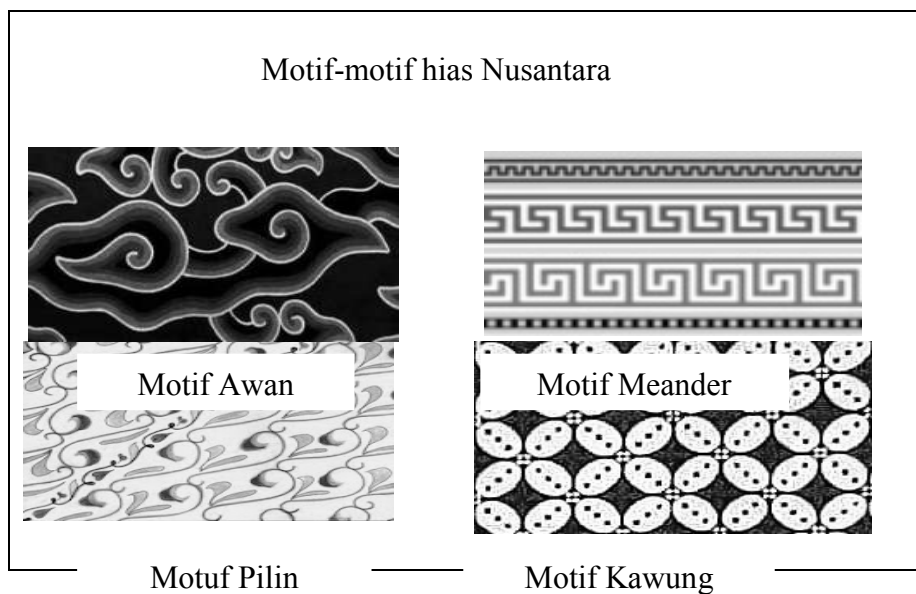 Motif-motif hias Nusantara
Motif Awan
Motif Meander
Motuf Pilin
Motif Kawung